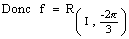 Donc f = R(I, -2π/3)